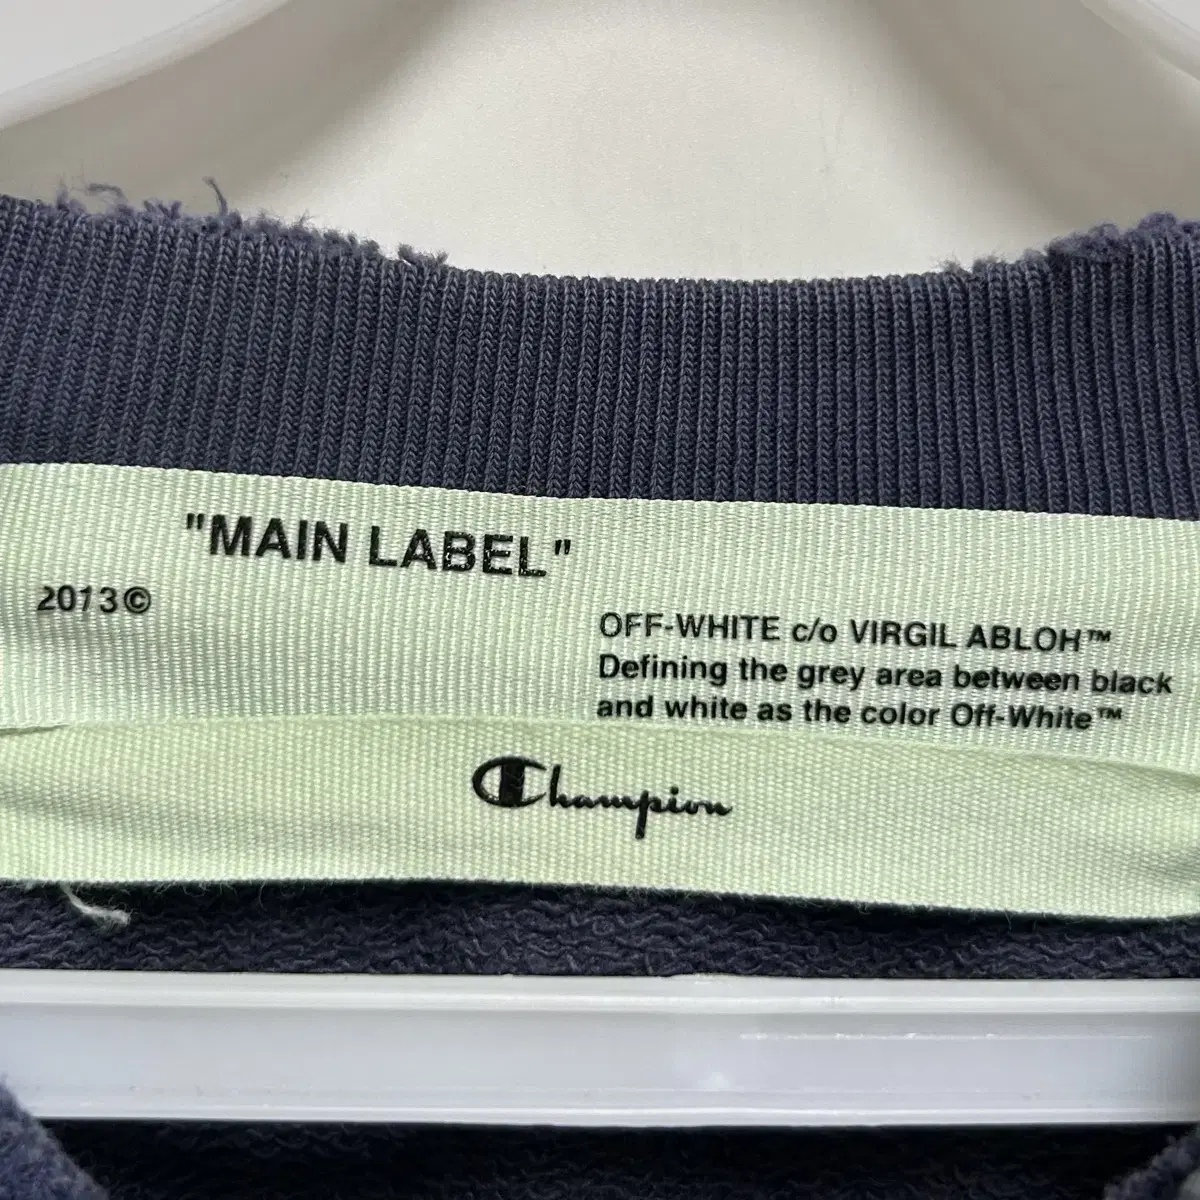 "MAIN LABEL"
2013©
OFF-WHITE c/o VIRGIL ABLOH™
Defining the grey area between black
and white as the color Off-White™
Champion